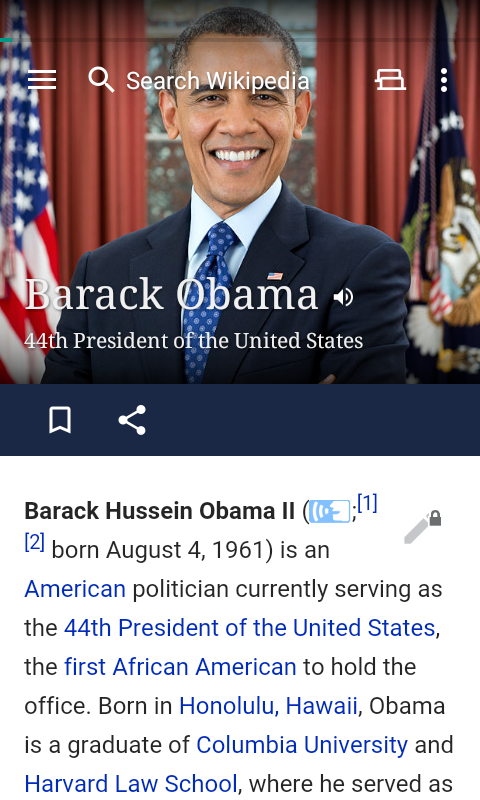 Search Wikipedia
Barack Obama
44th President of the United States
Barack Hussein Obama II (;[1]
[2] born August 4, 1961) is an
American politician currently serving as
the 44th President of the United States,
the first African American to hold the
office. Born in Honolulu, Hawaii, Obama
is a graduate of Columbia University and
Harvard Law School, where he served as